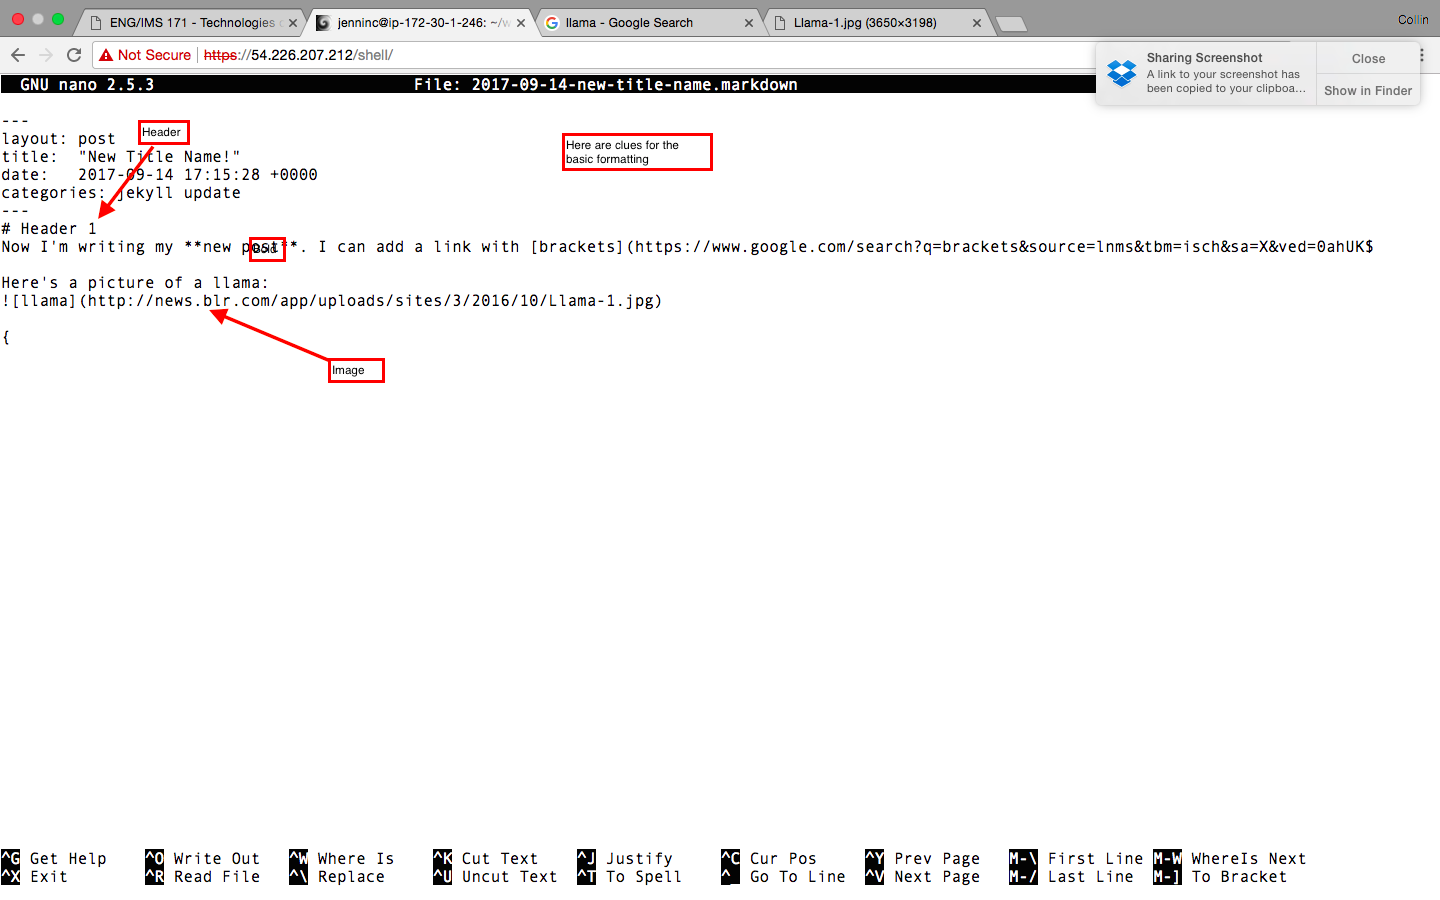 ENG/IMS 171 - Technologies
jenninc@ip-172-30-1-246: ~/w
llama - Google Search
Llama-1.jpg (3650×3198)
Collin
Not Secure https://54.226.207.212/shell/
Sharing Screenshot
A link to your screenshot has
been copied to your clipboa…
Close
Show in Finder
GNU nano 2.5.3 File: 2017-09-14-new-title-name.markdown
---
layout: post
Header
title: "New Title Name!"
Here are clues for the
basic formatting
date: 2017-09-14 17:15:28 +0000
categories: jekyll update
---
# Header 1
Now I'm writing my **new post**. I can add a link with [brackets](https://www.google.com/search?q=brackets&source=lnms&tbm=isch&sa=X&ved=0ahUK$
Bold
Here's a picture of a llama:
![llama](http://news.blr.com/app/uploads/sites/3/2016/10/Llama-1.jpg)
{
Image
^G Get Help ^O Write Out ^W Where Is ^K Cut Text ^J Justify ^C Cur Pos ^Y Prev Page M-\ First Line M-W WhereIs Next
^X Exit ^R Read File ^\ Replace ^U Uncut Text ^T To Spell ^_ Go To Line ^V Next Page M-/ Last Line M-] To Bracket